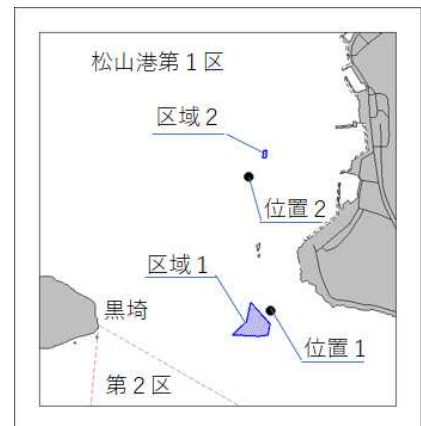 松山港第１区
区域２
位置２
区域１
黒埼
位置１
第２区